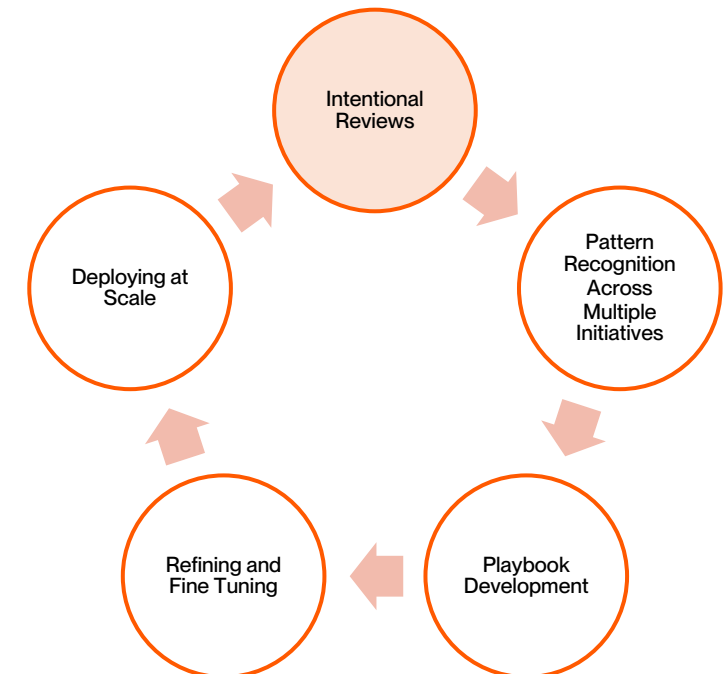 Intentional
Reviews
Pattern
Recognition
Across
Multiple
Initiatives
Playbook
Development
Refining and
Fine Tuning
Deploying at
Scale